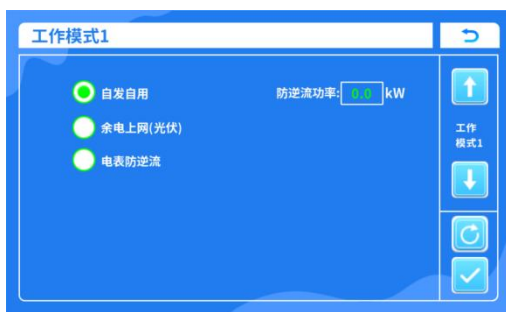 工作模式1
自发自用
防逆流功率: 0.0 kW
余电上网(光伏)
电表防逆流
工作
模式1